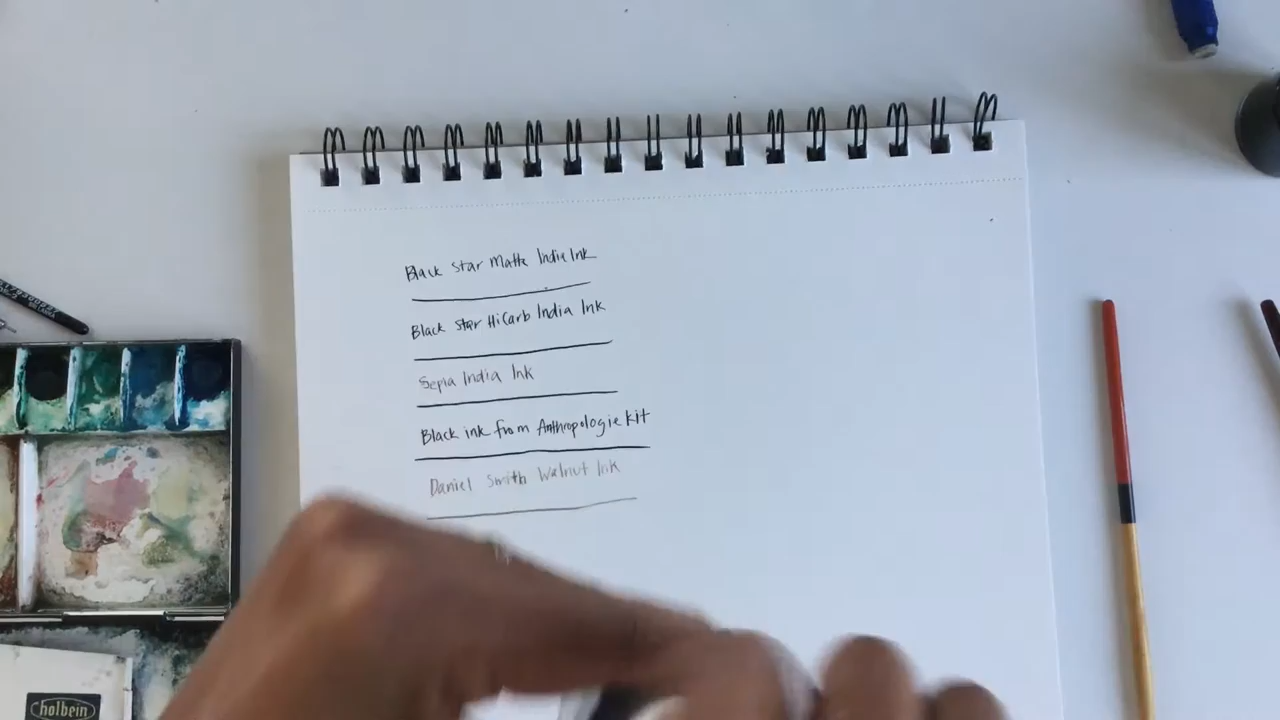 Black Star Matte India Ink
Black Star HiCarb India Ink
Sepia India Ink
Black ink from Anthropologie Kit
Daniel Smith Walnut Ink
holbein